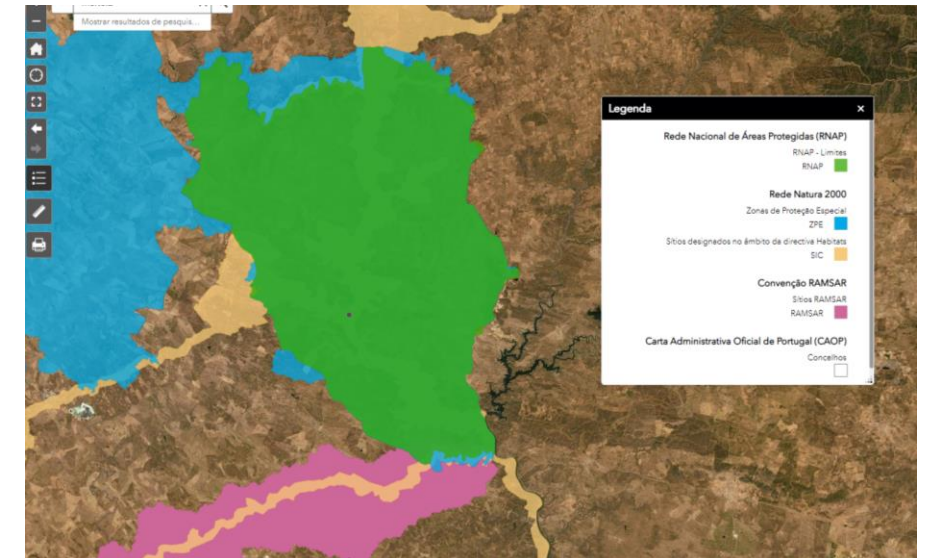 Mostrar resultados de pesquis...
Legenda
Rede Nacional de Áreas Protegidas (RNAP)
RNAP - Limites
RNAP
Rede Natura 2000
Zonas de Proteção Especial
ZPE
Sítios designados no âmbito da directiva Habitats
SIC
Convenção RAMSAR
Sítios RAMSAR
RAMSAR
Carta Administrativa Oficial de Portugal (CAOP)
Concelhos